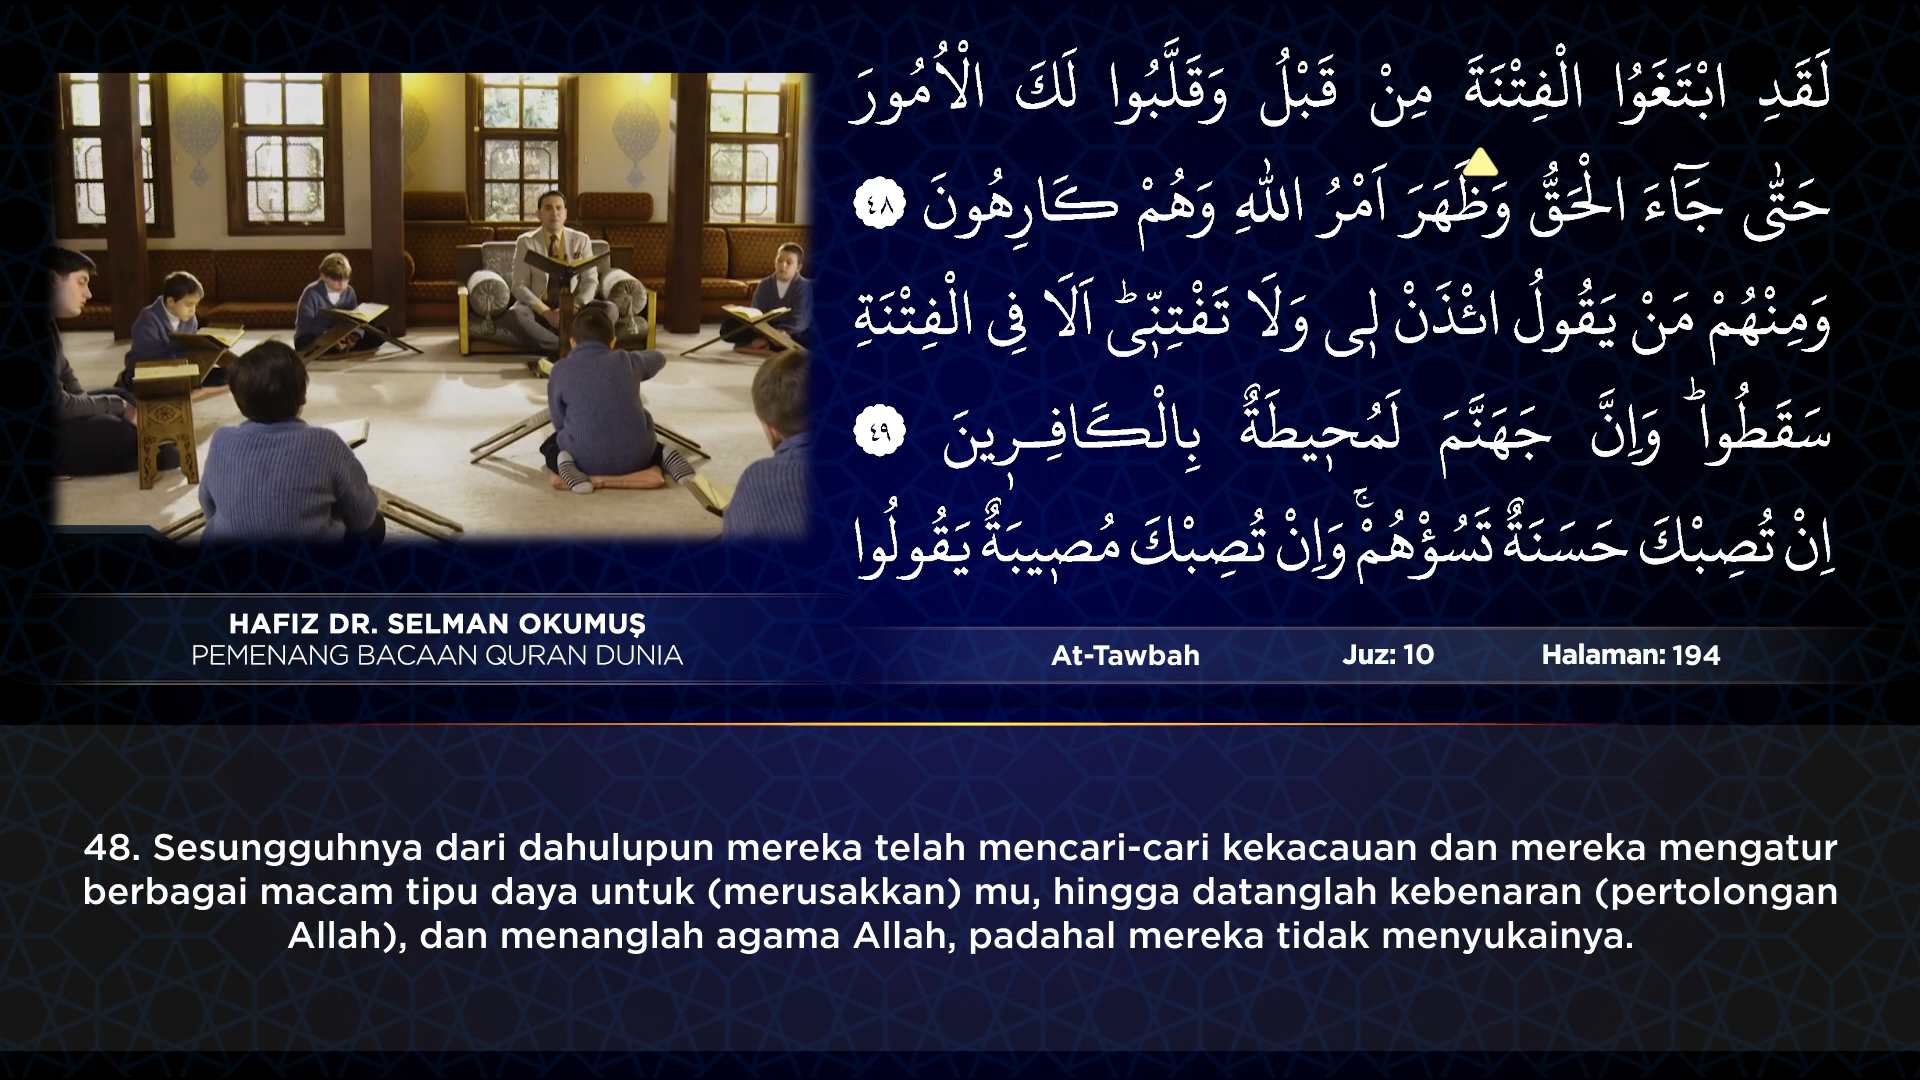 لَقَدِ ابْتَغَوُا الْفِتْنَةَ مِنْ قَبْلُ وَقَلَّبُوا لَكَ الْاُمُورَ
حَتّٰى جَٓاءَ الْحَقُّ وَظَهَرَ اَمْرُ اللّٰهِ وَهُمْ كَارِهُونَ ٤٨
وَمِنْهُمْ مَنْ يَقُولُ ائْذَنْ ل۪ى وَلَا تَفْتِنّ۪ىۜ اَلَا فِى الْفِتْنَةِ
سَقَطُواۜ وَاِنَّ جَهَنَّمَ لَمُح۪يطَةٌ بِالْكَافِر۪ينَ ٤٩
اِنْ تُصِبْكَ حَسَنَةٌ تَسُؤْهُمْۚ وَاِنْ تُصِبْكَ مُص۪يبَةٌ يَقُولُوا
HAFIZ DR. SELMAN OKUMUŞ
PEMENANG BACAAN QURAN DUNIA
At-Tawbah Juz: 10 Halaman: 194
48. Sesungguhnya dari dahulupun mereka telah mencari-cari kekacauan dan mereka mengatur
berbagai macam tipu daya untuk (merusakkan) mu, hingga datanglah kebenaran (pertolongan
Allah), dan menanglah agama Allah, padahal mereka tidak menyukainya.